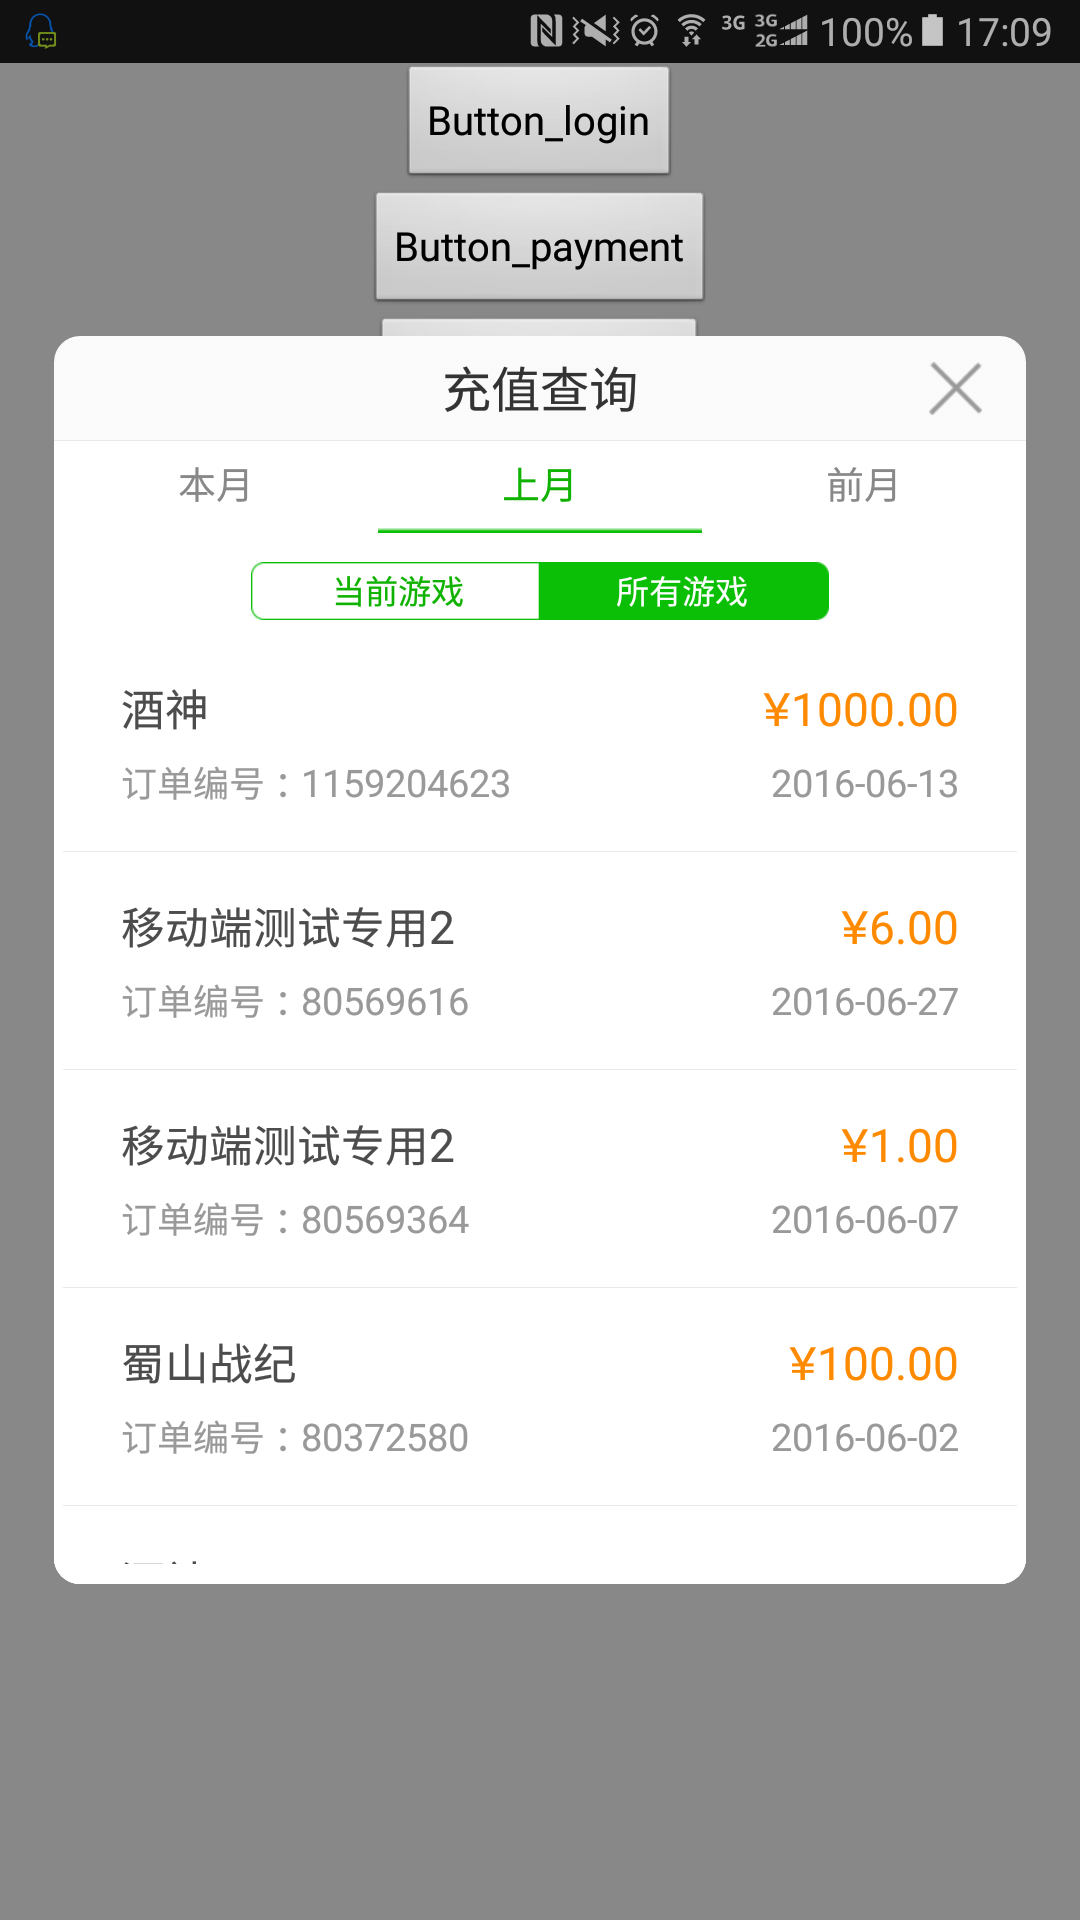 3G 3G 2G 100% 17:09
Button_login
Button_payment
充值查询
本月 上月 前月
当前游戏 所有游戏
酒神 ¥1000.00
订单编号：1159204623 2016-06-13
移动端测试专用2 ¥6.00
订单编号：80569616 2016-06-27
移动端测试专用2 ¥1.00
订单编号：80569364 2016-06-07
蜀山战纪 ¥100.00
订单编号：80372580 2016-06-02